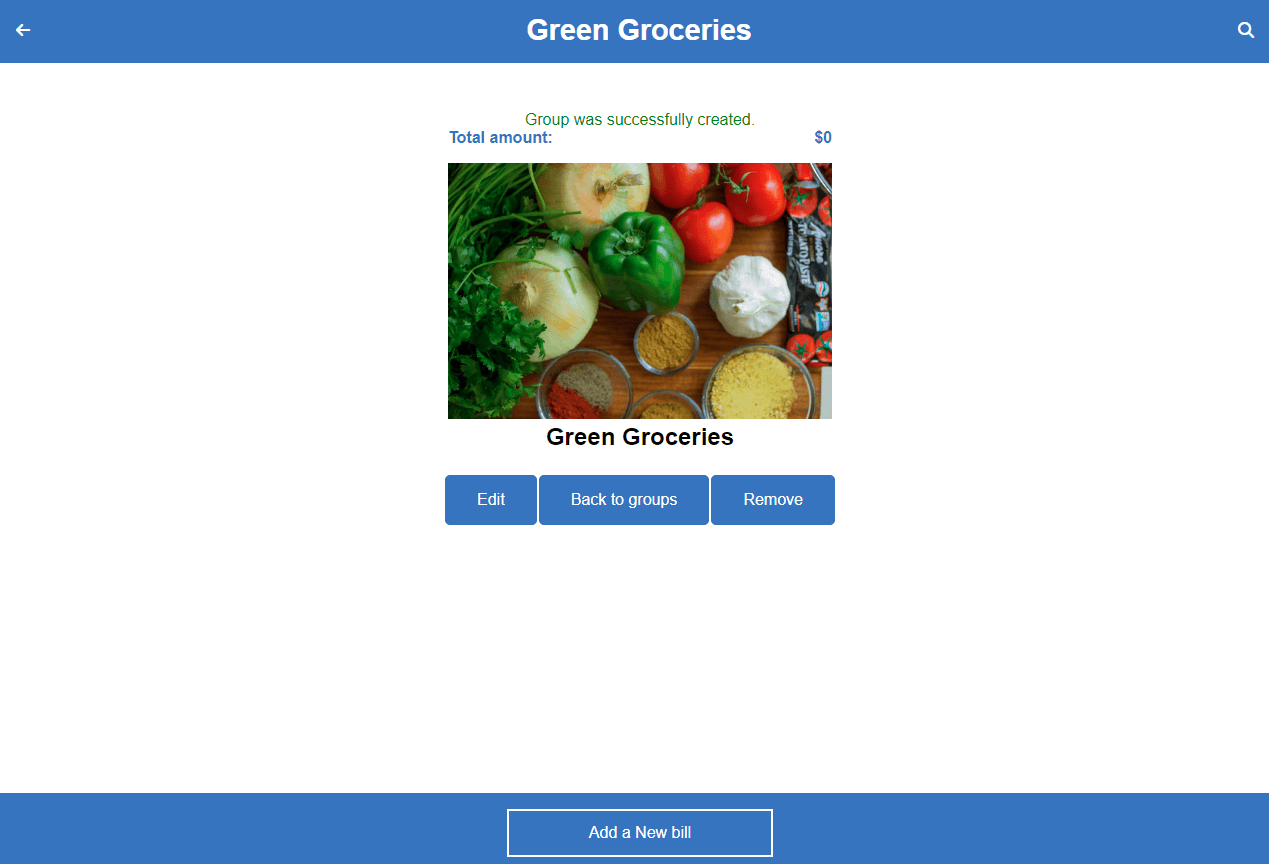 Green Groceries
Group was successfully created.
Total amount: $0
Green Groceries
Edit Back to groups Remove
Add a New bill